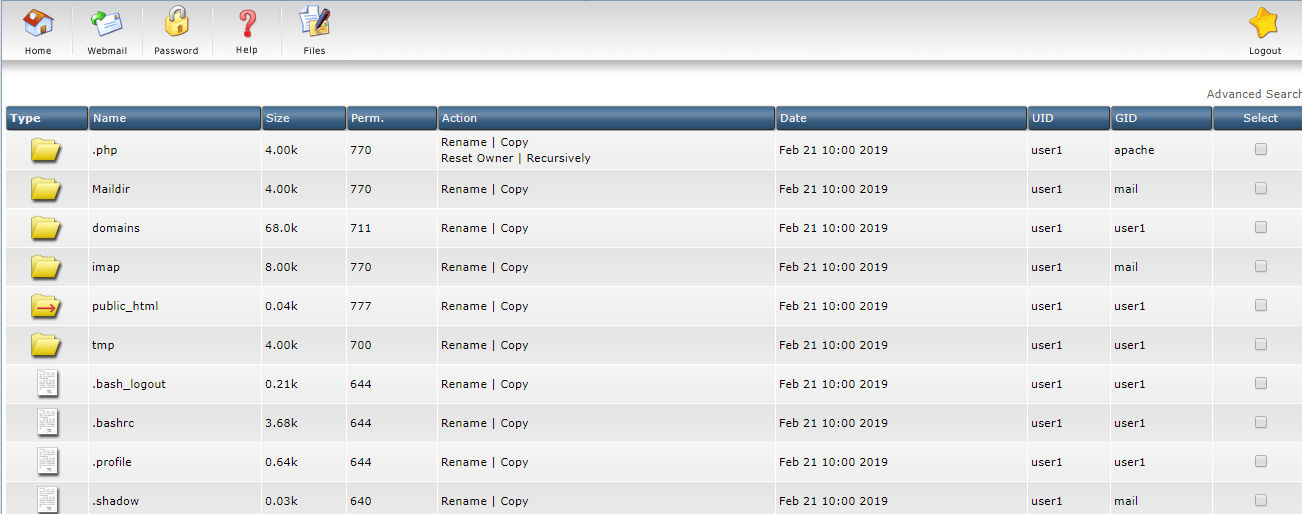 Home Webmail Password Help Files Logout
Advanced Search
Type Name Size Perm. Action Date UID GID Select
.php 4.00k 770 Rename | Copy Feb 21 10:00 2019 user1 apache
Reset Owner | Recursively
Maildir 4.00k 770 Rename | Copy Feb 21 10:00 2019 user1 mail
domains 68.0k 711 Rename | Copy Feb 21 10:00 2019 user1 user1
imap 8.00k 770 Rename | Copy Feb 21 10:00 2019 user1 mail
public_html 0.04k 777 Rename | Copy Feb 21 10:00 2019 user1 user1
tmp 4.00k 700 Rename | Copy Feb 21 10:00 2019 user1 user1
.bash_logout 0.21k 644 Rename | Copy Feb 21 10:00 2019 user1 user1
.bashrc 3.68k 644 Rename | Copy Feb 21 10:00 2019 user1 user1
.profile 0.64k 644 Rename | Copy Feb 21 10:00 2019 user1 user1
.shadow 0.03k 640 Rename | Copy Feb 21 10:00 2019 user1 mail